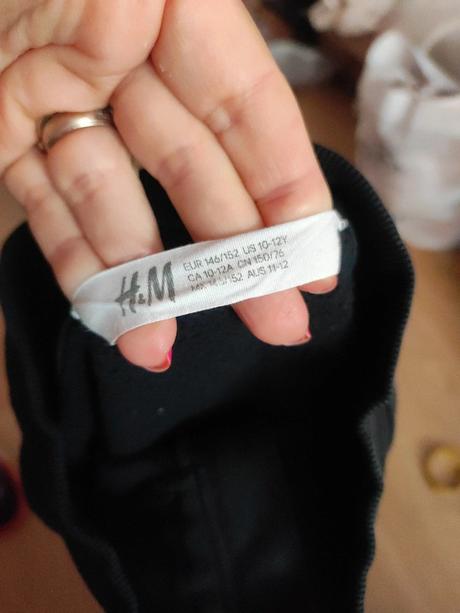 H&M
EUR 146/152 US 10-12Y
CA 10-12A CN 150/76
AUS 11-12